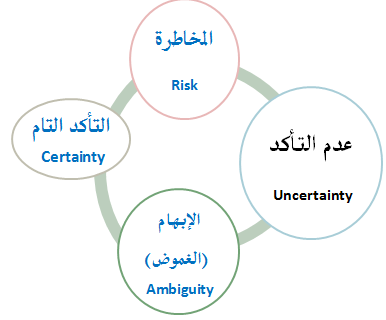 المخاطرة
Risk
عدم التأكد
Uncertainty
الإبهام
(الغموض)
Ambiguity
التأكد التام
Certainty